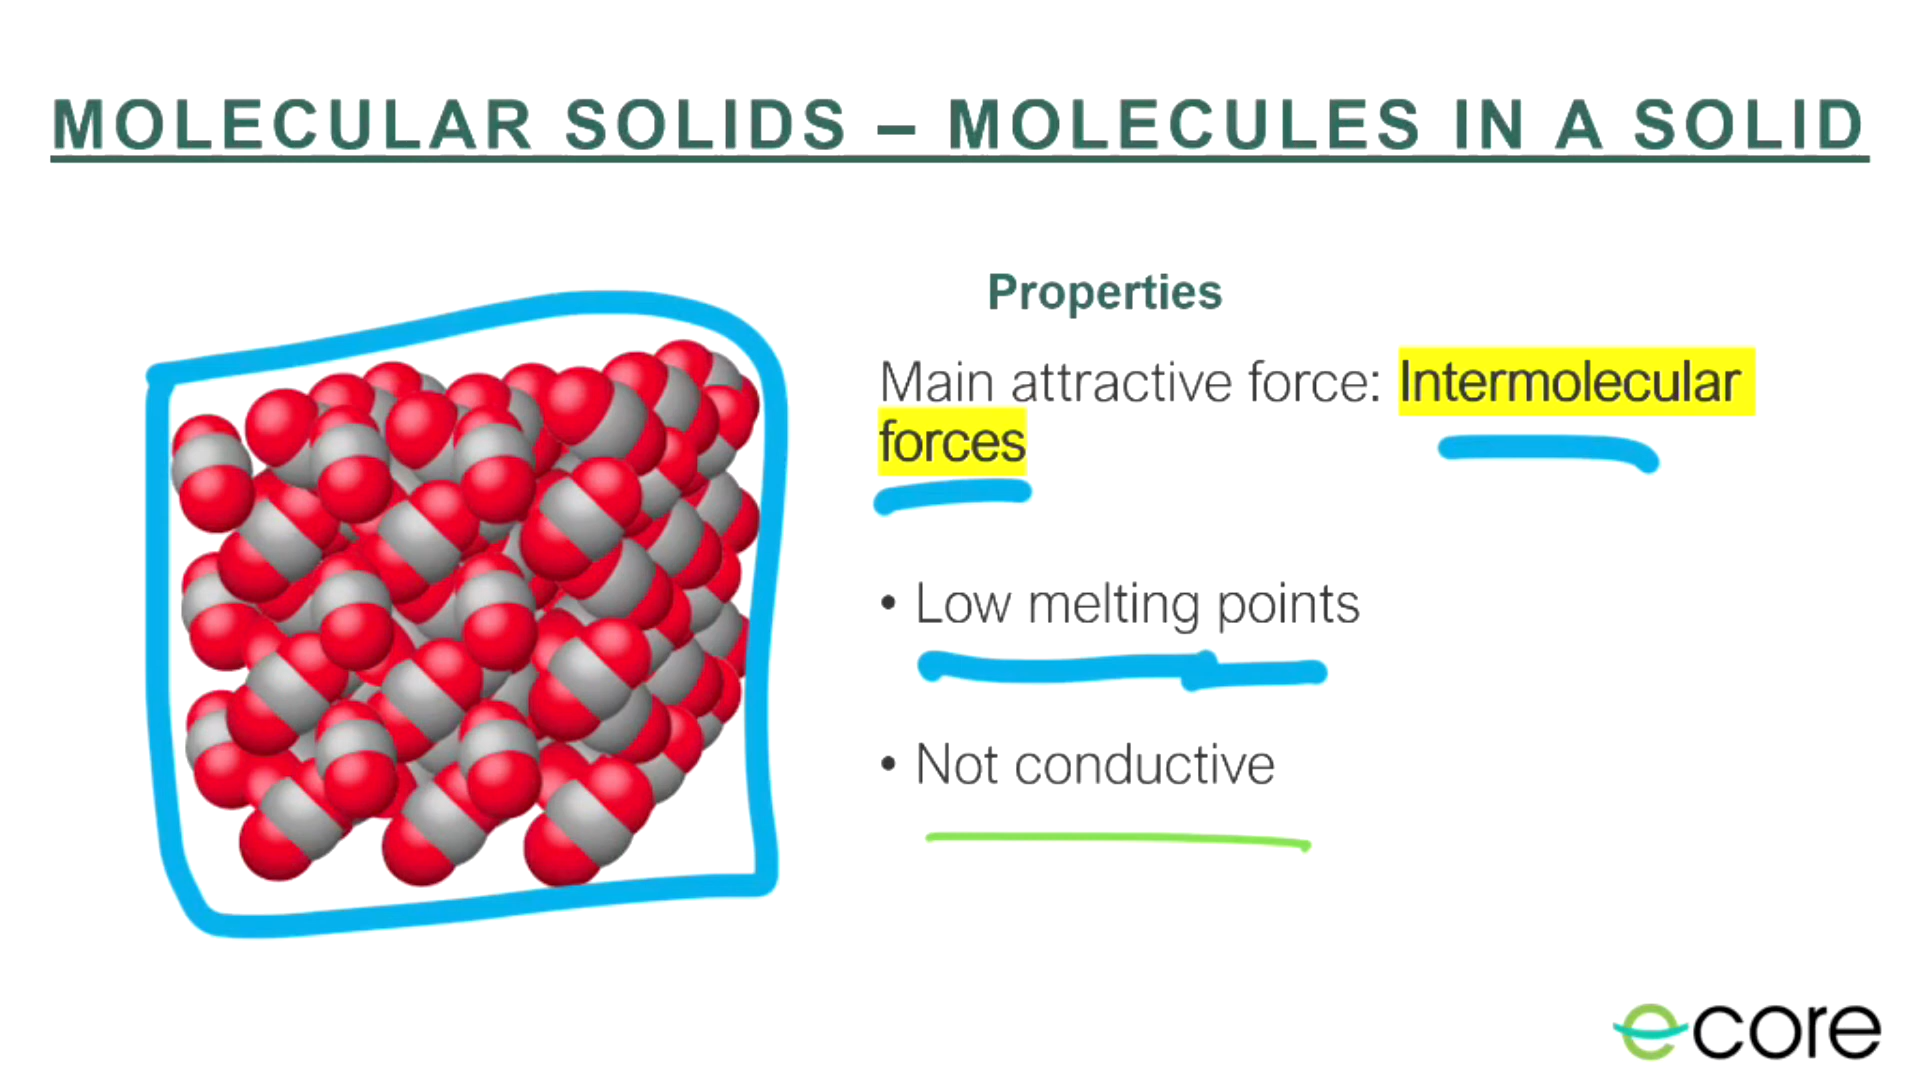 MOLECULAR SOLIDS – MOLECULES IN A SOLID
Properties
Main attractive force: Intermolecular
forces
• Low melting points
• Not conductive
ecore